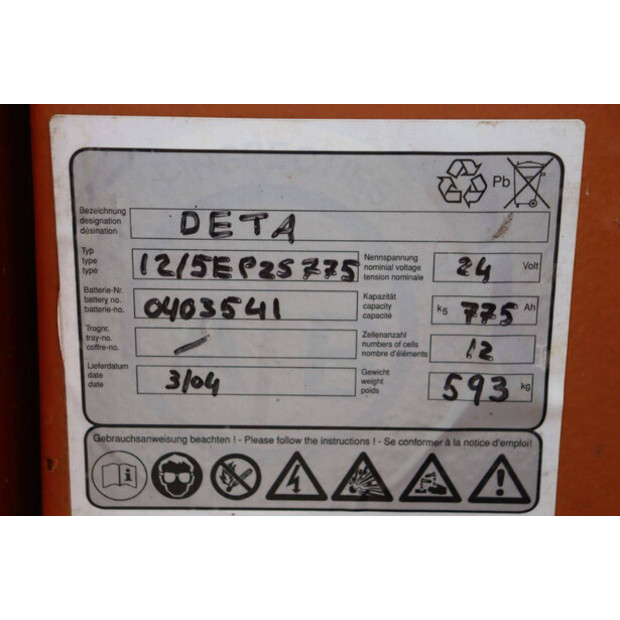 Pb
Bezeichnung
designation
désination
DETA
Typ
type
type
12/5EPZS775
Nennspannung
nominial voltage
tension nominale
24 Volt
Batterie-Nr.
battery no.
batterie-no.
0403541
Kapazität
capacity
capacité
k5 775 Ah
Trognr.
tray-no.
coffre-no.
/
Zellenanzahl
numbers of cells
nombre d'éléments
12
Lieferdatum
date
date
3/04
Gewicht
weight
poids
593 kg
Gebrauchsanweisung beachten ! - Please follow the instructions ! - Se conformer à la notice d'emploi!